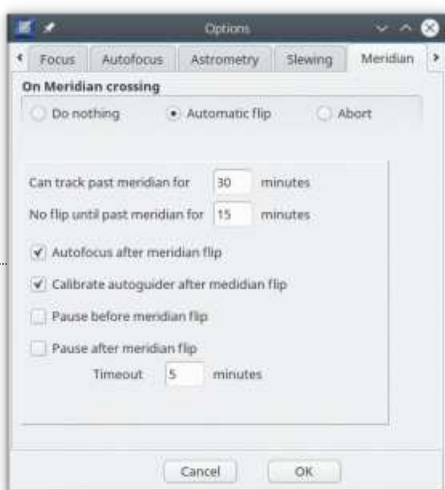 Options
Focus Autofocus Astrometry Slewing Meridian
On Meridian crossing
Do nothing Automatic flip Abort
Can track past meridian for 30 minutes
No flip until past meridian for 15 minutes
Autofocus after meridian flip
Calibrate autoguider after medidian flip
Pause before meridian flip
Pause after meridian flip
Timeout 5 minutes
Cancel OK